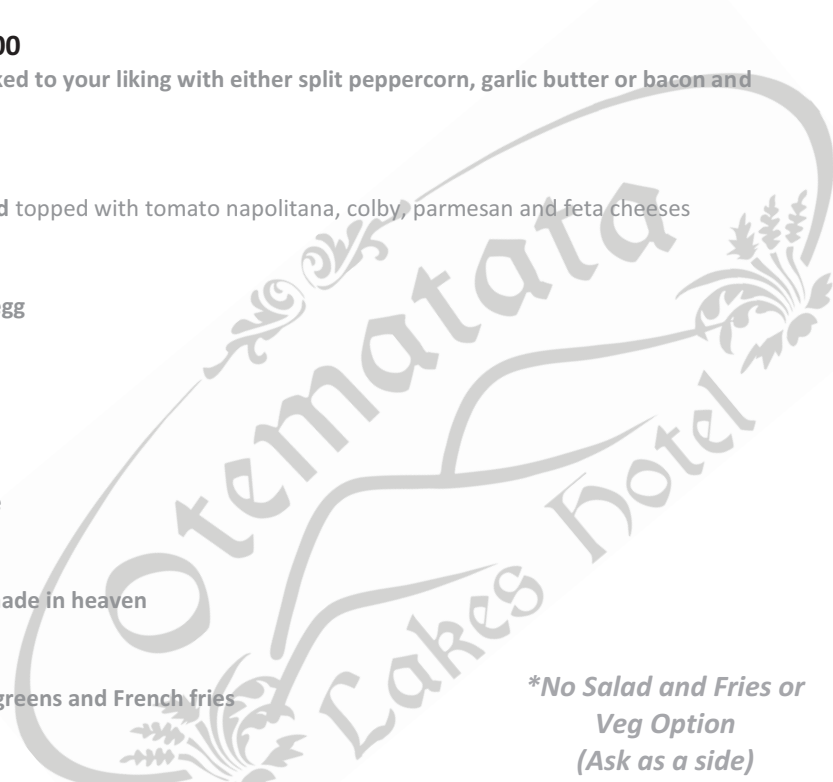 00
ked to your liking with either split peppercorn, garlic butter or bacon and
d topped with tomato napolitana, colby, parmesan and feta cheeses
egg
e
ade in heaven
greens and French fries
*No Salad and Fries or
Veg Option
(Ask as a side)
Otematata
Lakes Hotel